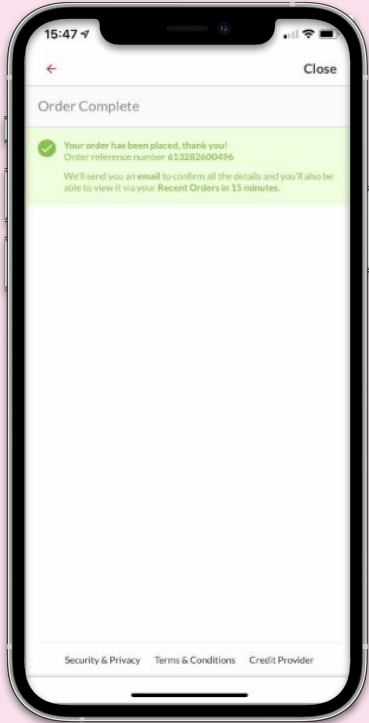 15:47
Close
Order Complete
Your order has been placed, thank you!
Order reference number 613282600496
We'll send you an email to confirm all the details and you'll also be
able to view it via your Recent Orders in 15 minutes.
Security & Privacy Terms & Conditions Credit Provider